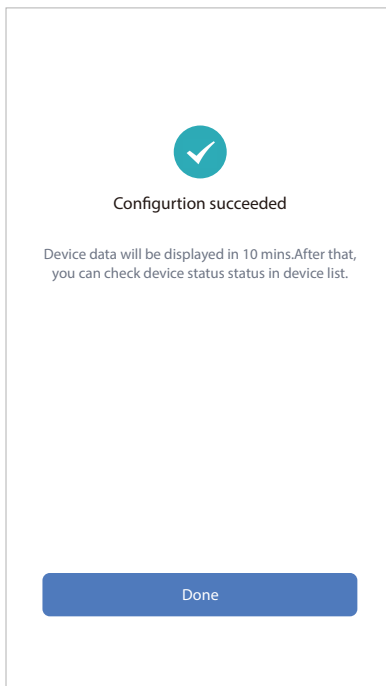 Configurtion succeeded
Device data will be displayed in 10 mins.After that,
you can check device status status in device list.
Done